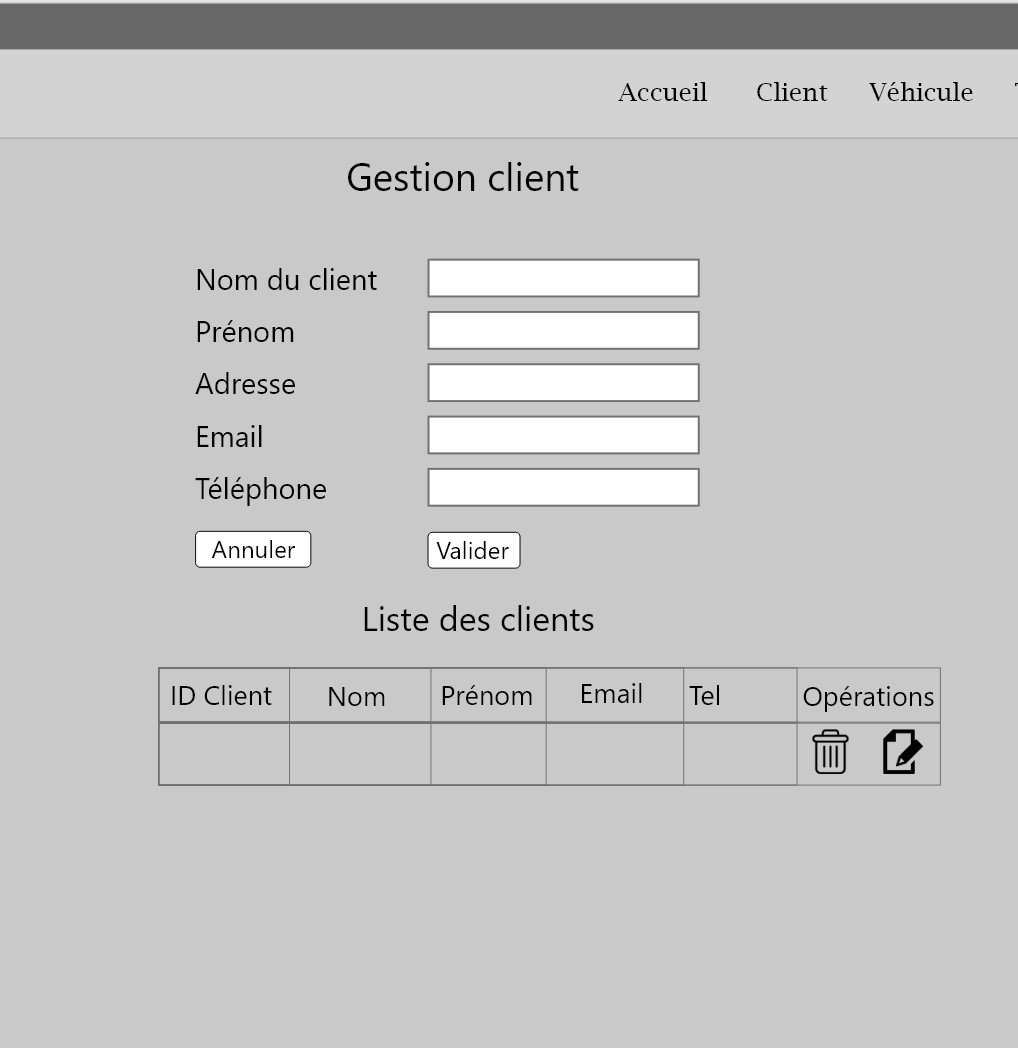 Accueil Client Véhicule
Gestion client
Nom du client
Prénom
Adresse
Email
Téléphone
Annuler Valider
Liste des clients
ID Client Nom Prénom Email Tel Opérations